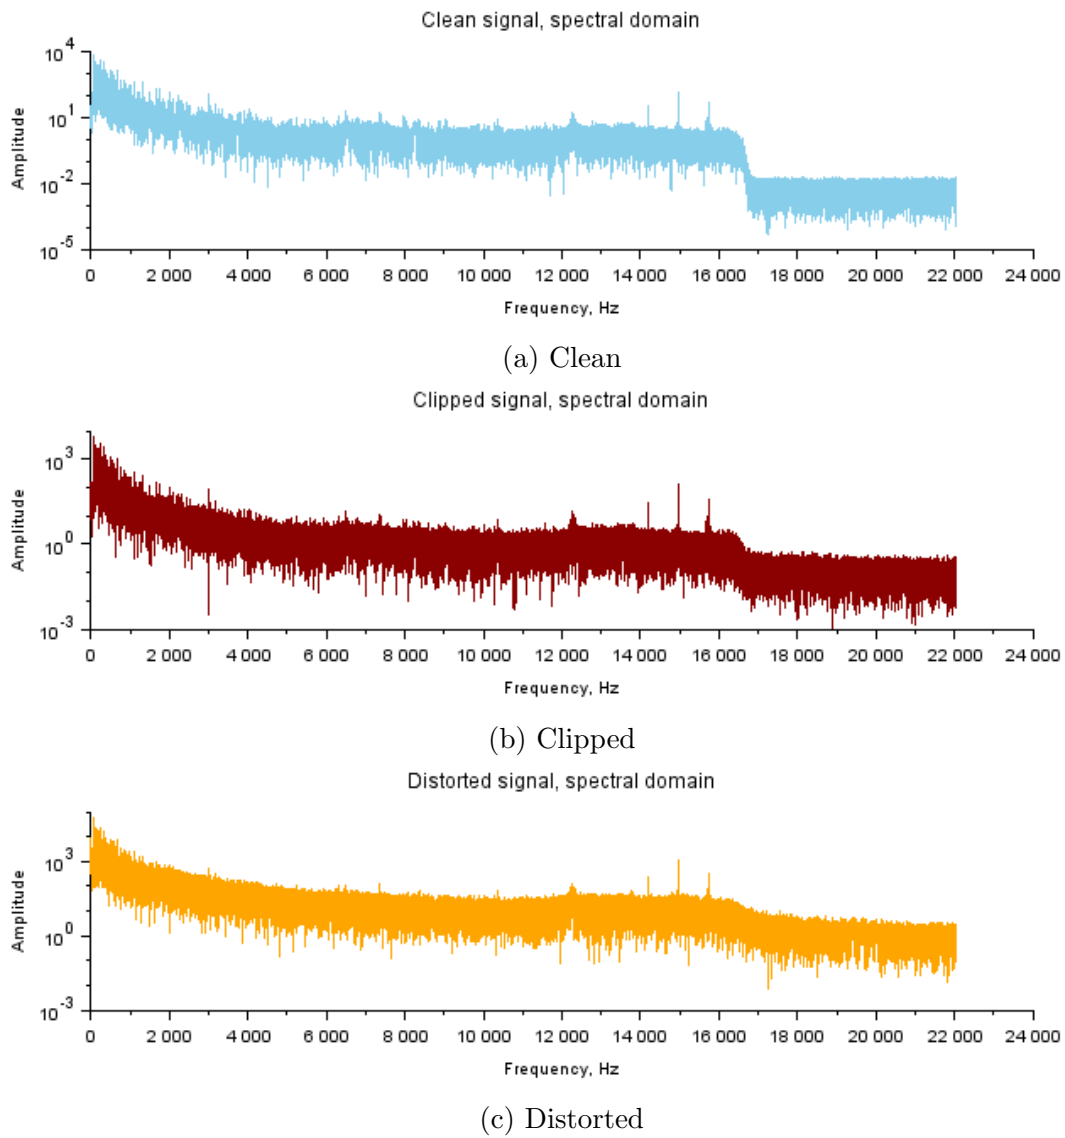 Clean signal, spectral domain
10^4
10^1
10^-2
10^-5
Amplitude
0 2 000 4 000 6 000 8 000 10 000 12 000 14 000 16 000 18 000 20 000 22 000 24 000
Frequency, Hz
(a) Clean
Clipped signal, spectral domain
10^3
10^0
10^-3
Amplitude
0 2 000 4 000 6 000 8 000 10 000 12 000 14 000 16 000 18 000 20 000 22 000 24 000
Frequency, Hz
(b) Clipped
Distorted signal, spectral domain
10^3
10^0
10^-3
Amplitude
0 2 000 4 000 6 000 8 000 10 000 12 000 14 000 16 000 18 000 20 000 22 000 24 000
Frequency, Hz
(c) Distorted